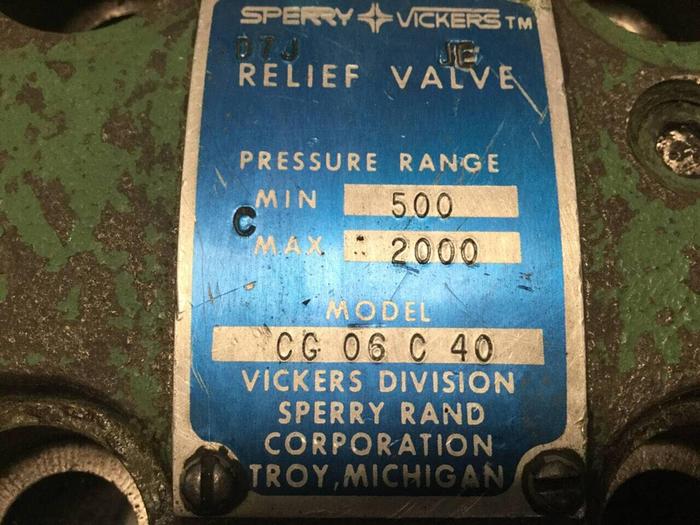 SPERRY VICKERS TM
D7J JE
RELIEF VALVE
PRESSURE RANGE
MIN 500
C
MAX 2000
MODEL
CG 06 C 40
VICKERS DIVISION
SPERRY RAND
CORPORATION
TROY, MICHIGAN